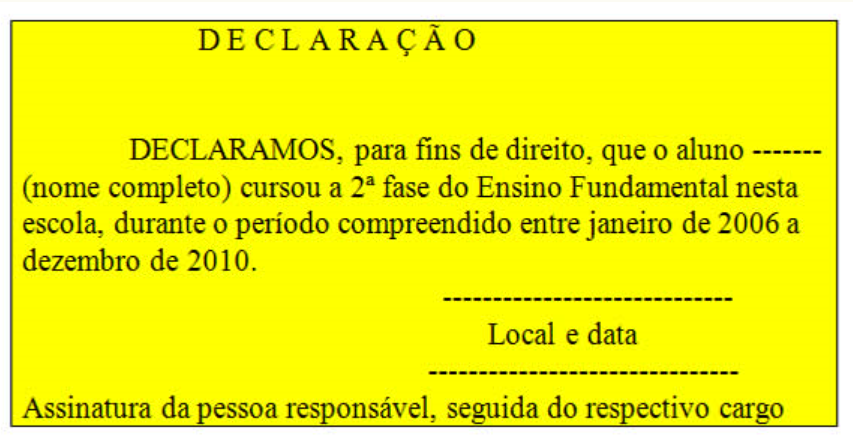 D E C L A R A Ç Ã O
DECLARAMOS, para fins de direito, que o aluno -------
(nome completo) cursou a 2ª fase do Ensino Fundamental nesta
escola, durante o período compreendido entre janeiro de 2006 a
dezembro de 2010.
-----------------------------
Local e data
-------------------------------
Assinatura da pessoa responsável, seguida do respectivo cargo